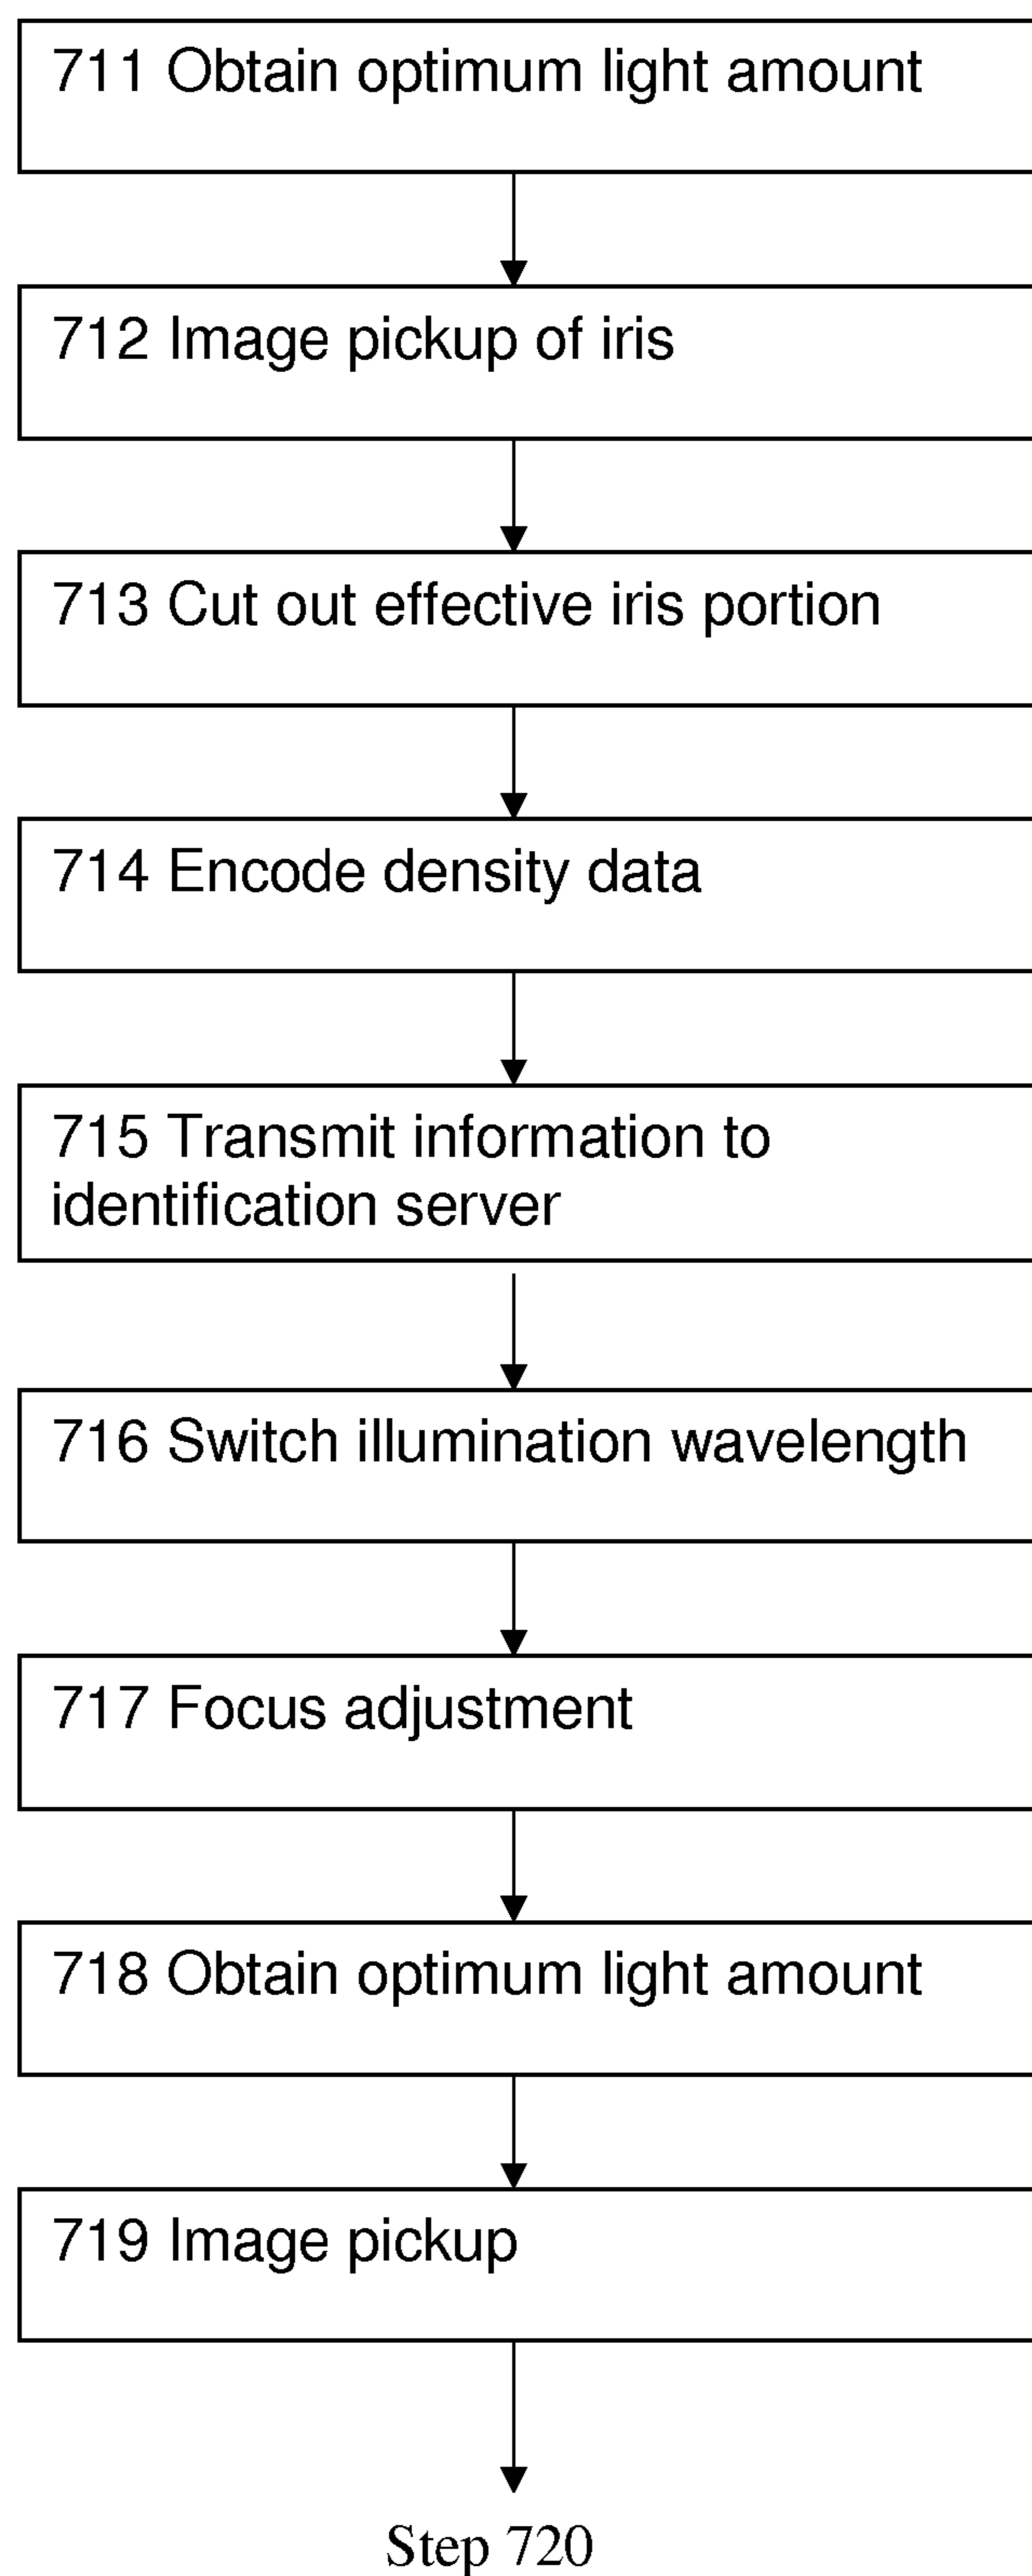 711 Obtain optimum light amount
712 Image pickup of iris
713 Cut out effective iris portion
714 Encode density data
715 Transmit information to
identification server
716 Switch illumination wavelength
717 Focus adjustment
718 Obtain optimum light amount
719 Image pickup
Step 720